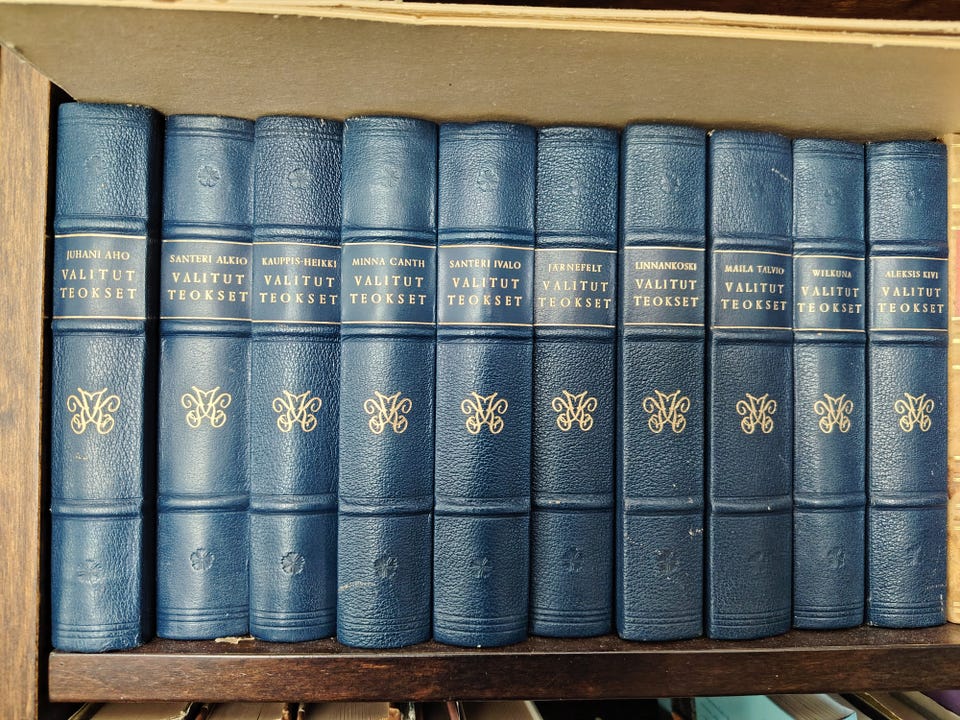 JUHANI AHO
VALITUT
TEOKSET
SANTERI ALKIO
VALITUT
TEOKSET
KAUPPIS-HEIKKI
VALITUT
TEOKSET
MINNA CANTH
VALITUT
TEOKSET
SANTERI IVALO
VALITUT
TEOKSET
JÄRNEFELT
VALITUT
TEOKSET
LINNANKOSKI
VALITUT
TEOKSET
MAILA TALVIO
VALITUT
TEOKSET
WILKUNA
VALITUT
TEOKSET
ALEKSIS KIVI
VALITUT
TEOKSET